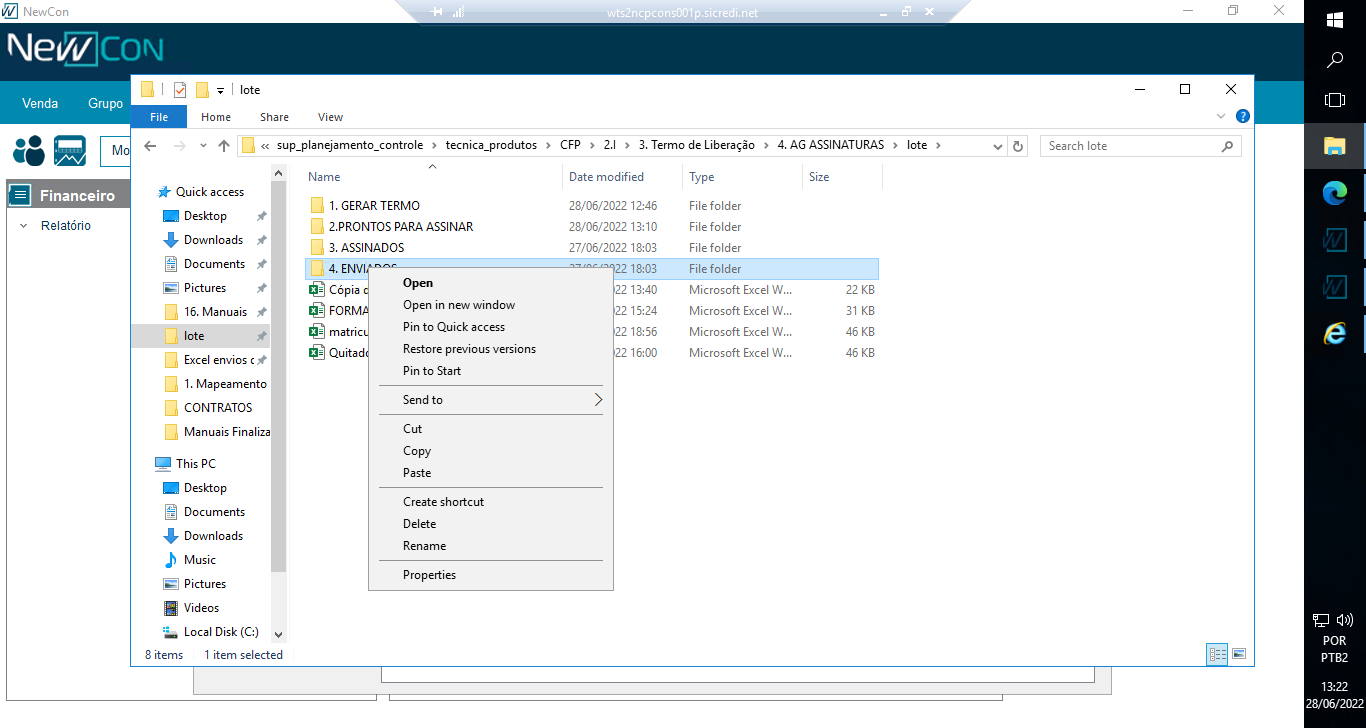 NewCon
wts2ncpcons001p.sicredi.net
NewCon
Venda Grupo
lote
File Home Share View
« sup_planejamento_controle > tecnica_produtos > CFP > 2.I > 3. Termo de Liberação > 4. AG ASSINATURAS > lote >
Search lote
Mo
Financeiro
Relatório
Quick access
Desktop
Downloads
Documents
Pictures
16. Manuais
lote
Excel envios
1. Mapeamento
CONTRATOS
Manuais Finaliza
This PC
Desktop
Documents
Downloads
Music
Pictures
Videos
Local Disk (C:)
Name Date modified Type Size
1. GERAR TERMO 28/06/2022 12:46 File folder
2.PRONTOS PARA ASSINAR 28/06/2022 13:10 File folder
3. ASSINADOS 27/06/2022 18:03 File folder
4. ENVIADOS 27/06/2022 18:03 File folder
Cópia d 022 13:40 Microsoft Excel W... 22 KB
FORMA 022 15:24 Microsoft Excel W... 31 KB
matricu 022 18:56 Microsoft Excel W... 46 KB
Quitado 022 16:00 Microsoft Excel W... 46 KB
Open
Open in new window
Pin to Quick access
Restore previous versions
Pin to Start
Send to
Cut
Copy
Paste
Create shortcut
Delete
Rename
Properties
8 items 1 item selected
POR
PTB2
13:22
28/06/2022